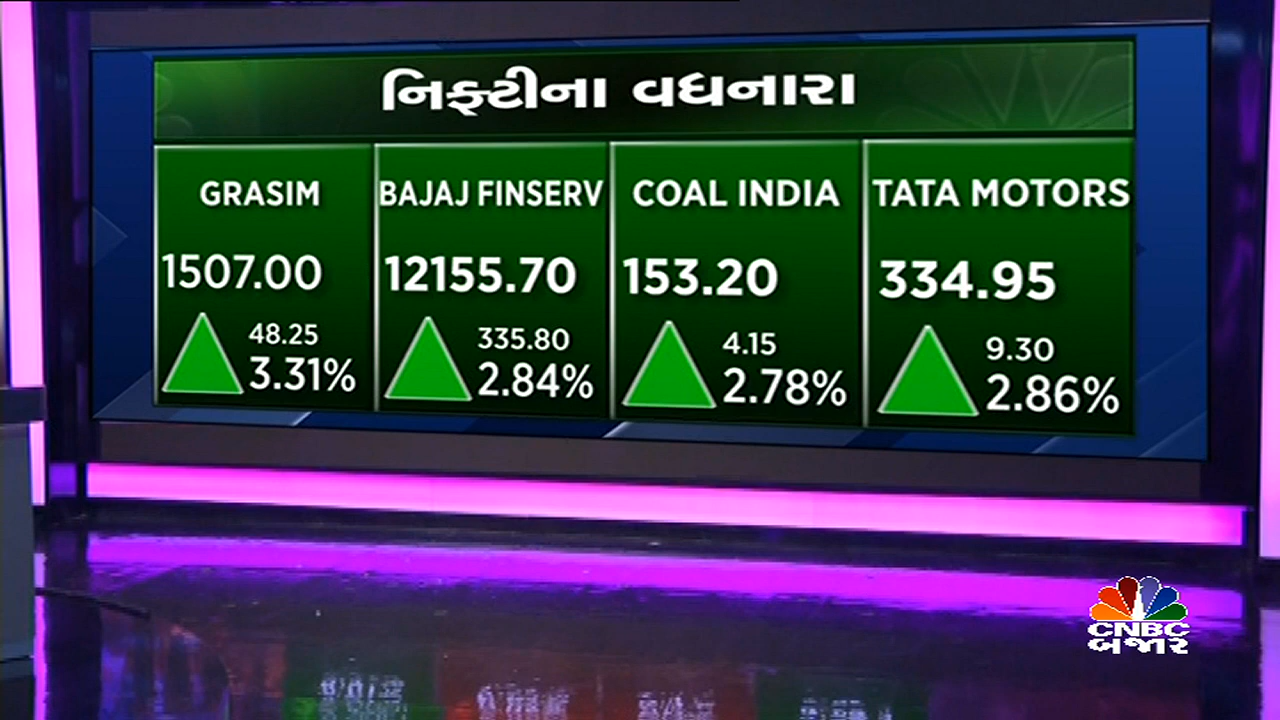 નિફ્ટીના વધનારા
GRASIM
1507.00
48.25
3.31%
BAJAJ FINSERV
12155.70
335.80
2.84%
COAL INDIA
153.20
4.15
2.78%
TATA MOTORS
334.95
9.30
2.86%
CNBC
બજાર